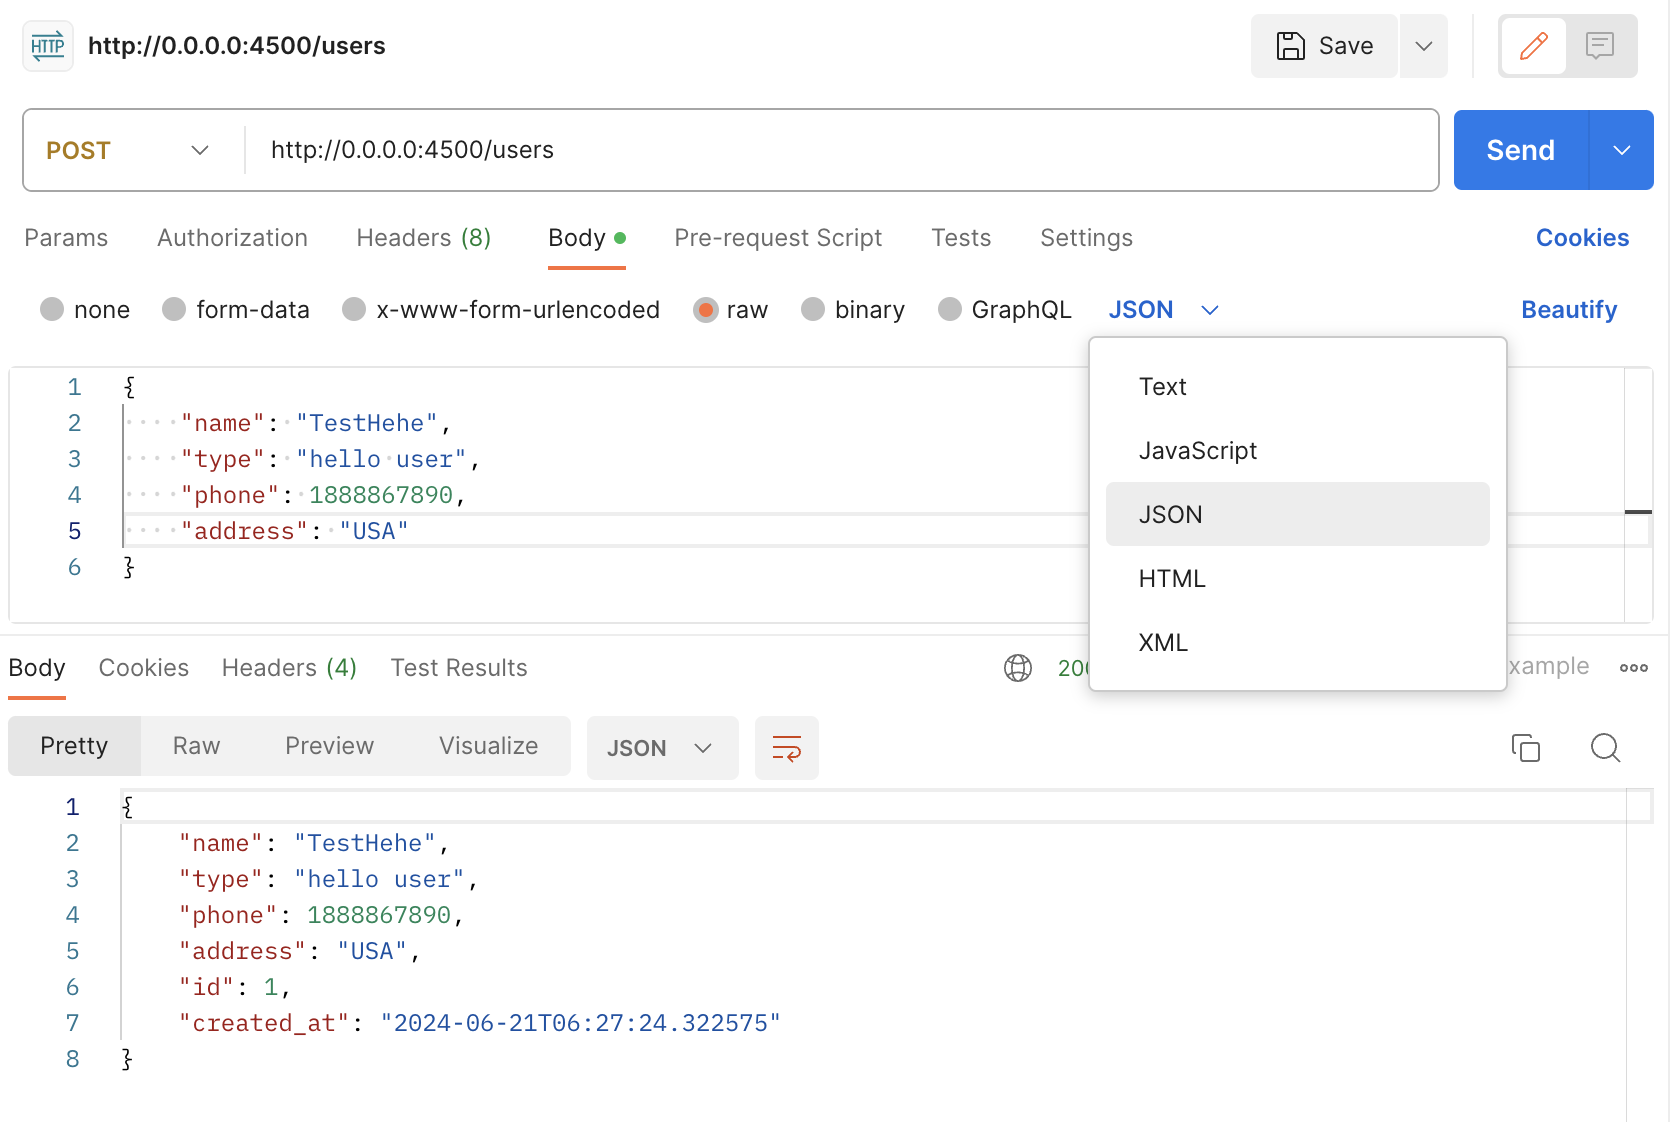 HTTP http://0.0.0.0:4500/users Save
POST http://0.0.0.0:4500/users Send
Params Authorization Headers (8) Body Pre-request Script Tests Settings Cookies
none form-data x-www-form-urlencoded raw binary GraphQL JSON Beautify
Text
JavaScript
JSON
HTML
XML
1 {
2 "name": "TestHehe",
3 "type": "hello user",
4 "phone": 1888867890,
5 "address": "USA"
6 }
Body Cookies Headers (4) Test Results
Pretty Raw Preview Visualize JSON
1 {
2 "name": "TestHehe",
3 "type": "hello user",
4 "phone": 1888867890,
5 "address": "USA",
6 "id": 1,
7 "created_at": "2024-06-21T06:27:24.322575"
8 }